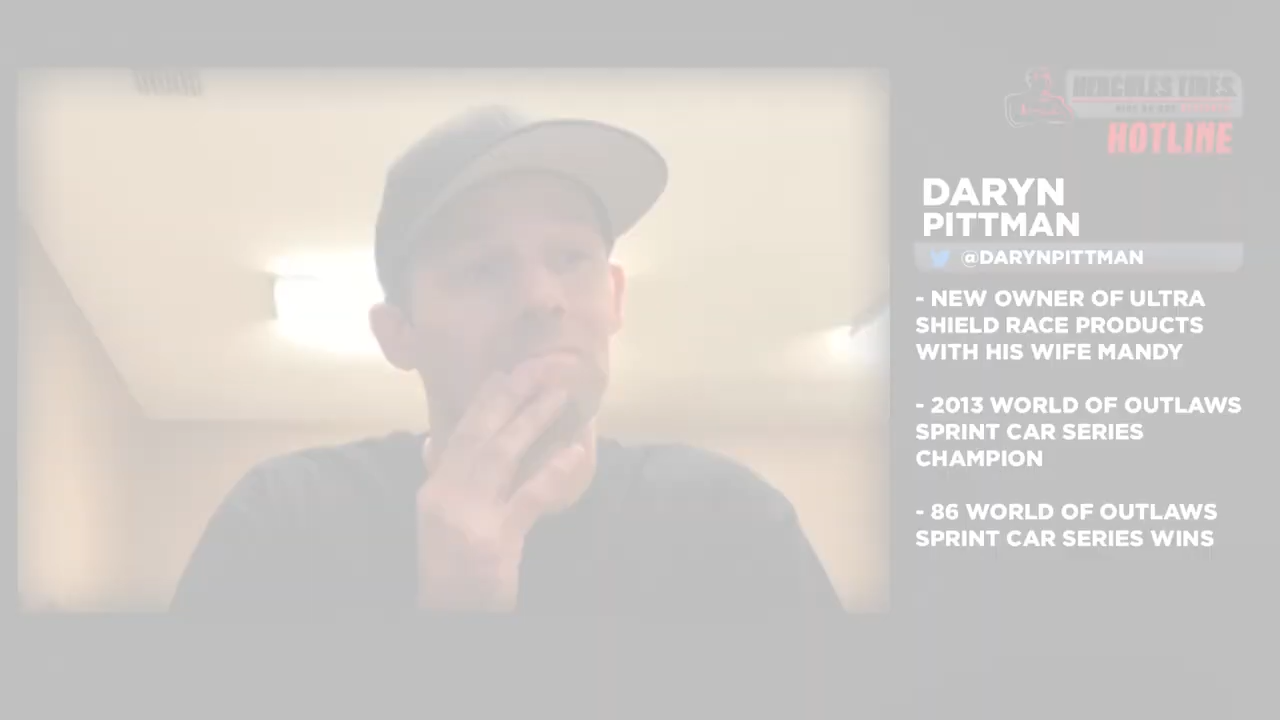 HERCULES TIRES
HOTLINE
DARYN
PITTMAN
@DARYNPITTMAN
- NEW OWNER OF ULTRA
SHIELD RACE PRODUCTS
WITH HIS WIFE MANDY
- 2013 WORLD OF OUTLAWS
SPRINT CAR SERIES
CHAMPION
- 86 WORLD OF OUTLAWS
SPRINT CAR SERIES WINS